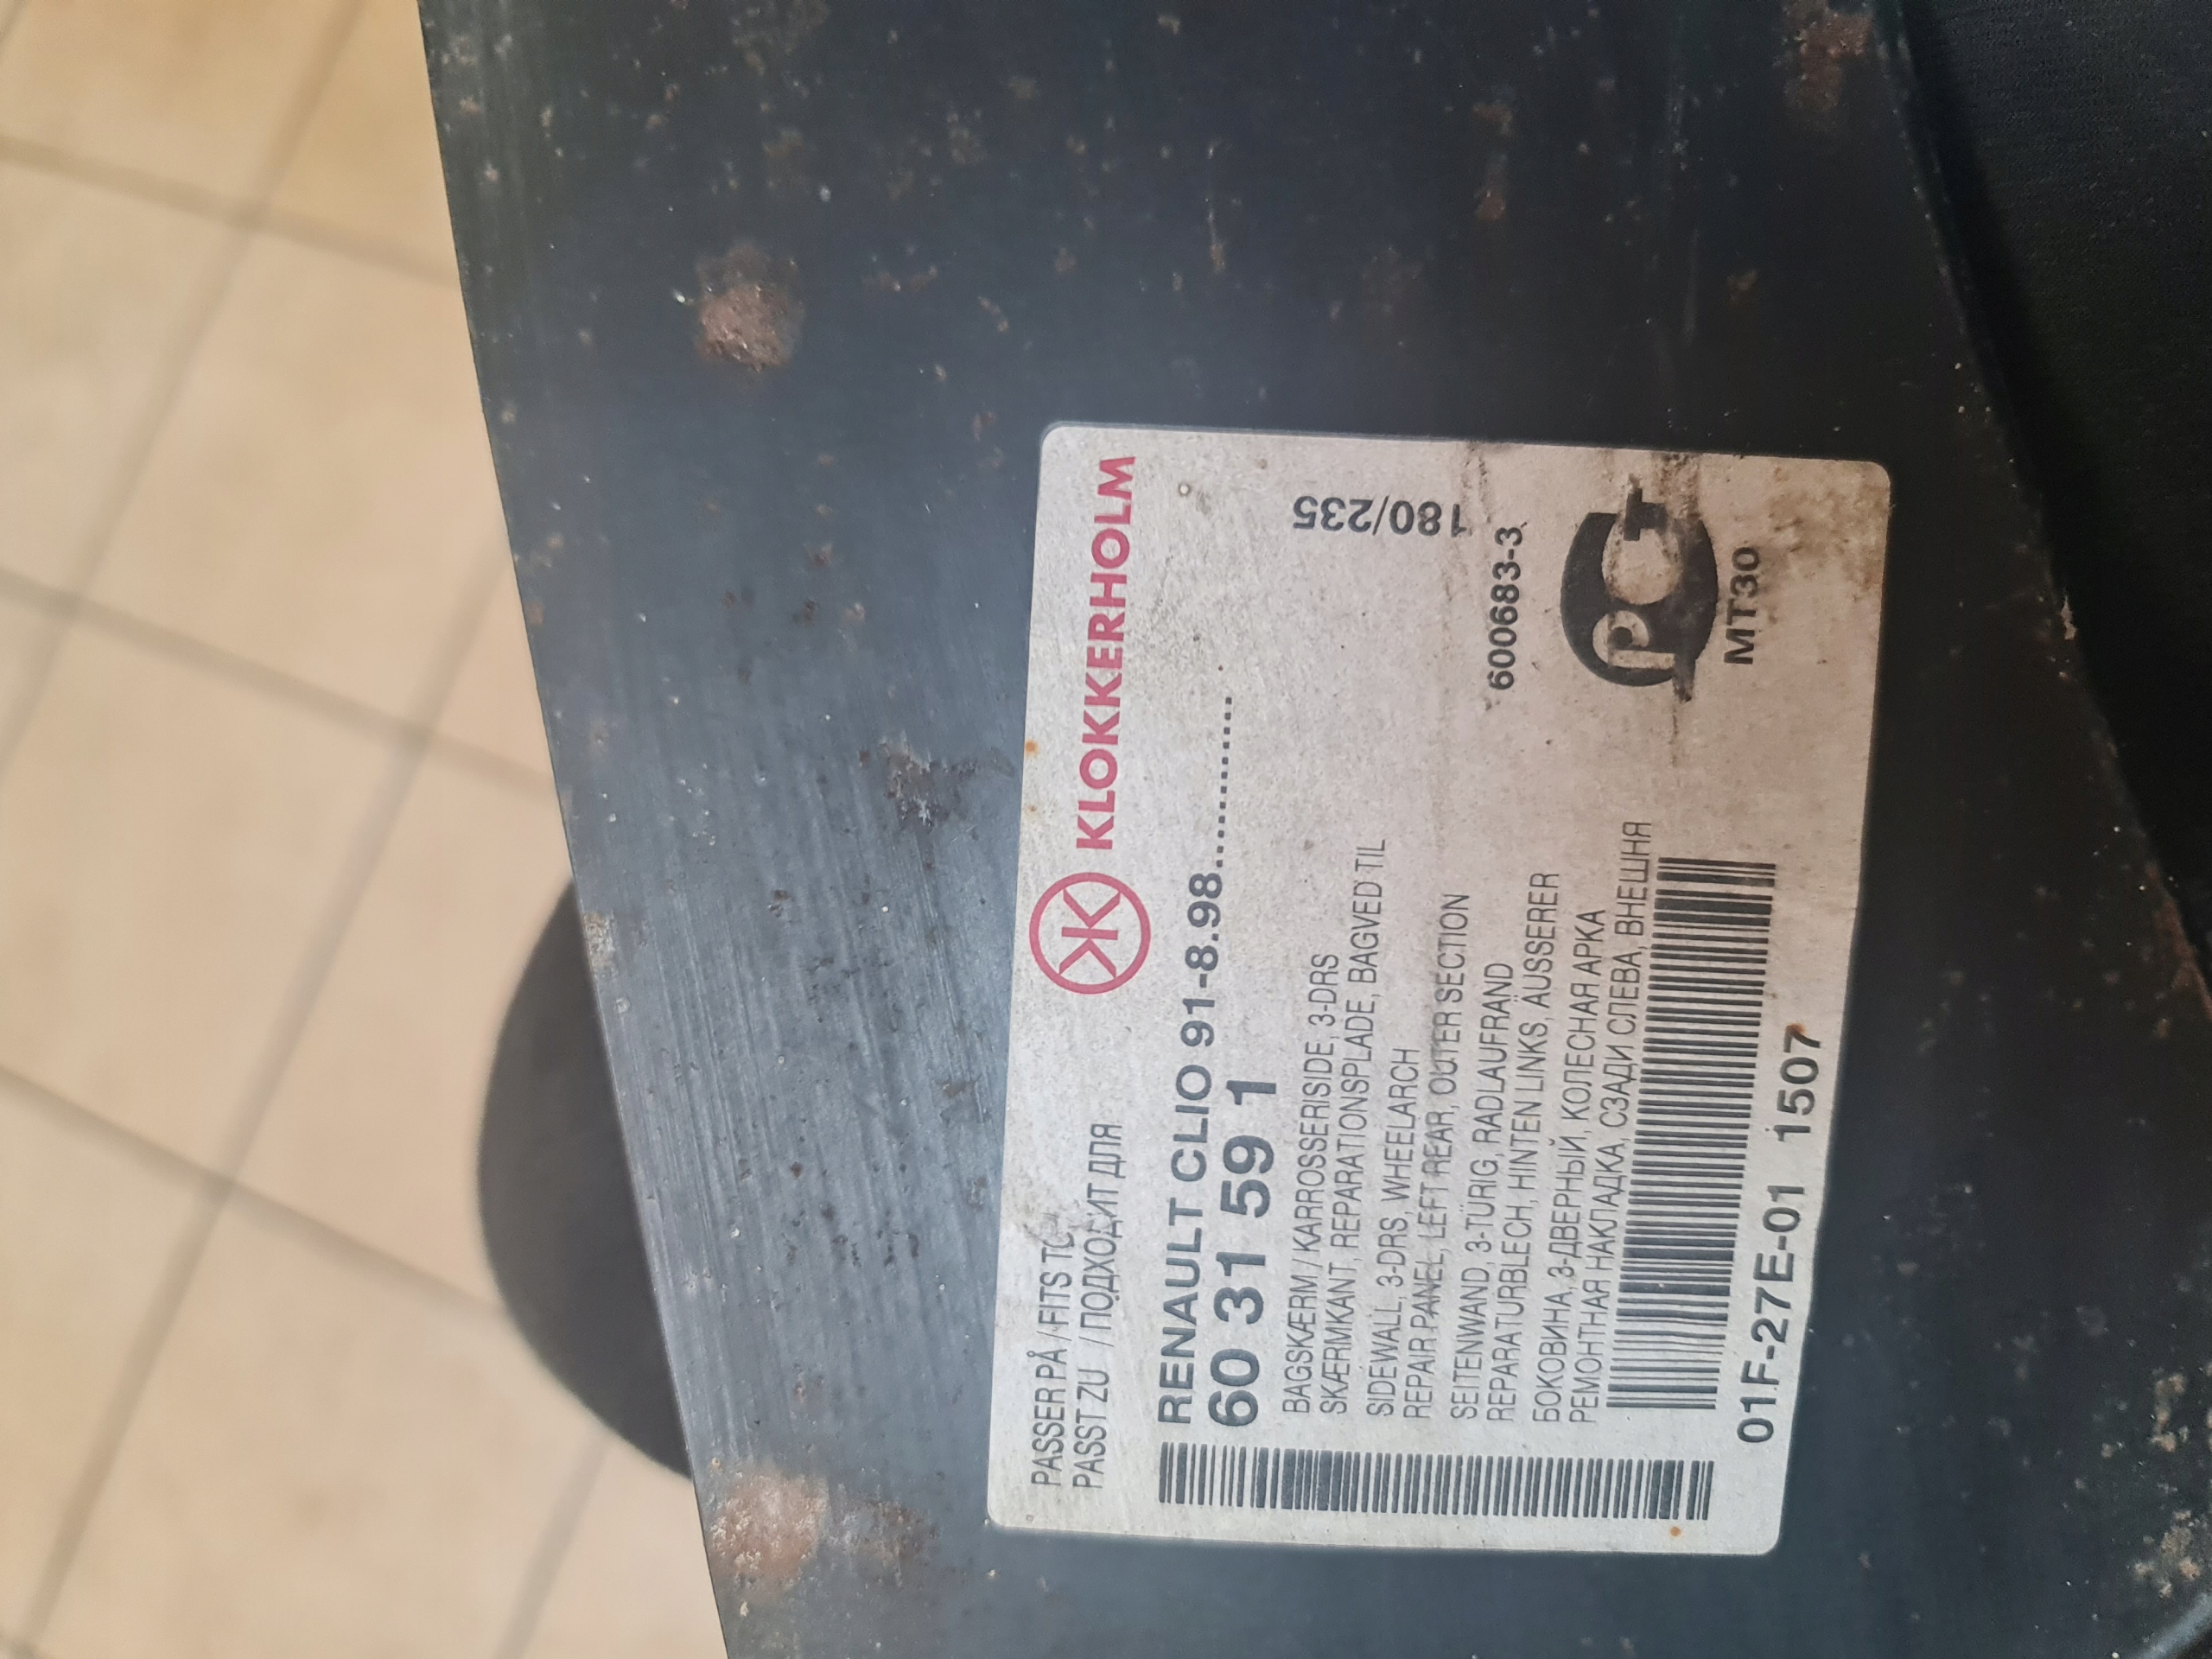 PASSER PÅ / FITS TO
PASST ZU / ПОДХОДИТ ДЛЯ
KLOKKERHOLM
RENAULT CLIO 91-8.98............
60 31 59 1
BAGSKÆRM / KARROSSERISIDE, 3-DRS
SKÆRMKANT, REPARATIONSPLADE, BAGVED TIL
SIDEWALL, 3-DRS, WHEELARCH
REPAIR PANEL, LEFT REAR, OUTER SECTION
SEITENWAND, 3-TÜRIG, RADLAUFRAND
REPARATURBLECH, HINTEN LINKS, ÄUSSERER
БОКОВИНА, 3-ДВЕРНЫЙ, КОЛЕСНАЯ АРКА
РЕМОНТНАЯ НАКЛАДКА, СЗАДИ СЛЕВА, ВНЕШНЯ
180/235
600683-3
РСТ
MT30
01F-27E-01 1507